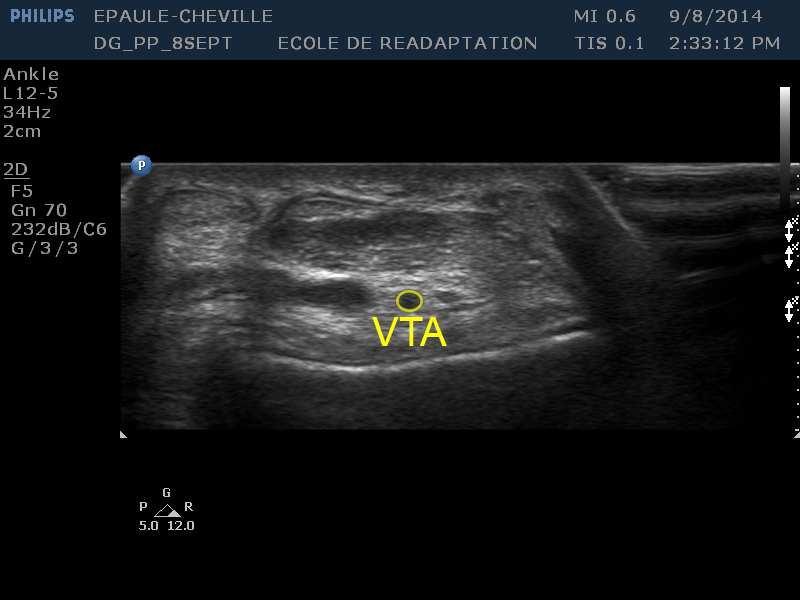 PHILIPS EPAULE-CHEVILLE MI 0.6 9/8/2014
DG_PP_8SEPT ECOLE DE READAPTATION TIS 0.1 2:33:12 PM
Ankle
L12-5
34Hz
2cm
P
2D
F5
Gn 70
232dB/C6
G/3/3
VTA
G
P R
5.0 12.0